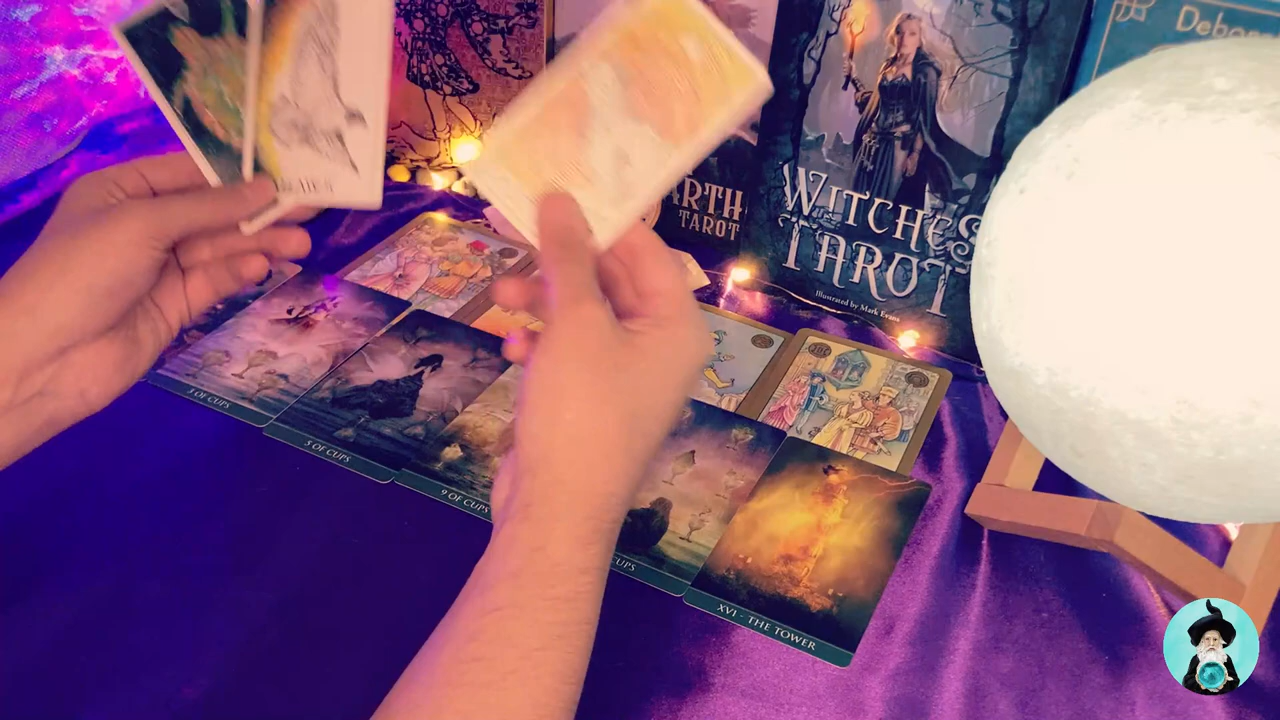 Debor
ARTH
TAROT
WITCHES
TAROT
Illustrated by Mark Evans
3 OF CUPS
5 OF CUPS
9 OF CUPS
CUPS
XVI - THE TOWER